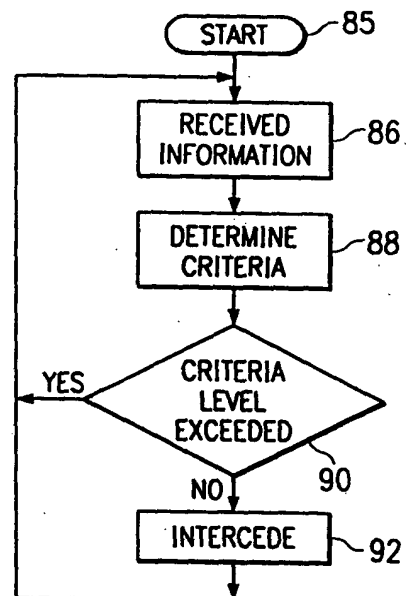 START
85
RECEIVED
INFORMATION
86
DETERMINE
CRITERIA
88
CRITERIA
LEVEL
EXCEEDED
YES
90
NO
INTERCEDE
92